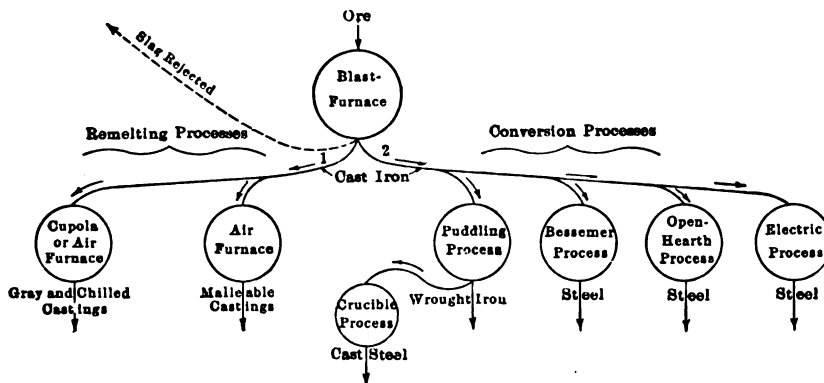 Ore
Slag Rejected
Blast-
Furnace
Remelting Processes
Conversion Processes
1
2
Cast Iron
Cupola
or Air
Furnace
Air
Furnace
Puddling
Process
Bessemer
Process
Open-
Hearth
Process
Electric
Process
Gray and Chilled
Castings
Malleable
Castings
Crucible
Process
Wrought Iron
Steel
Steel
Steel
Cast Steel